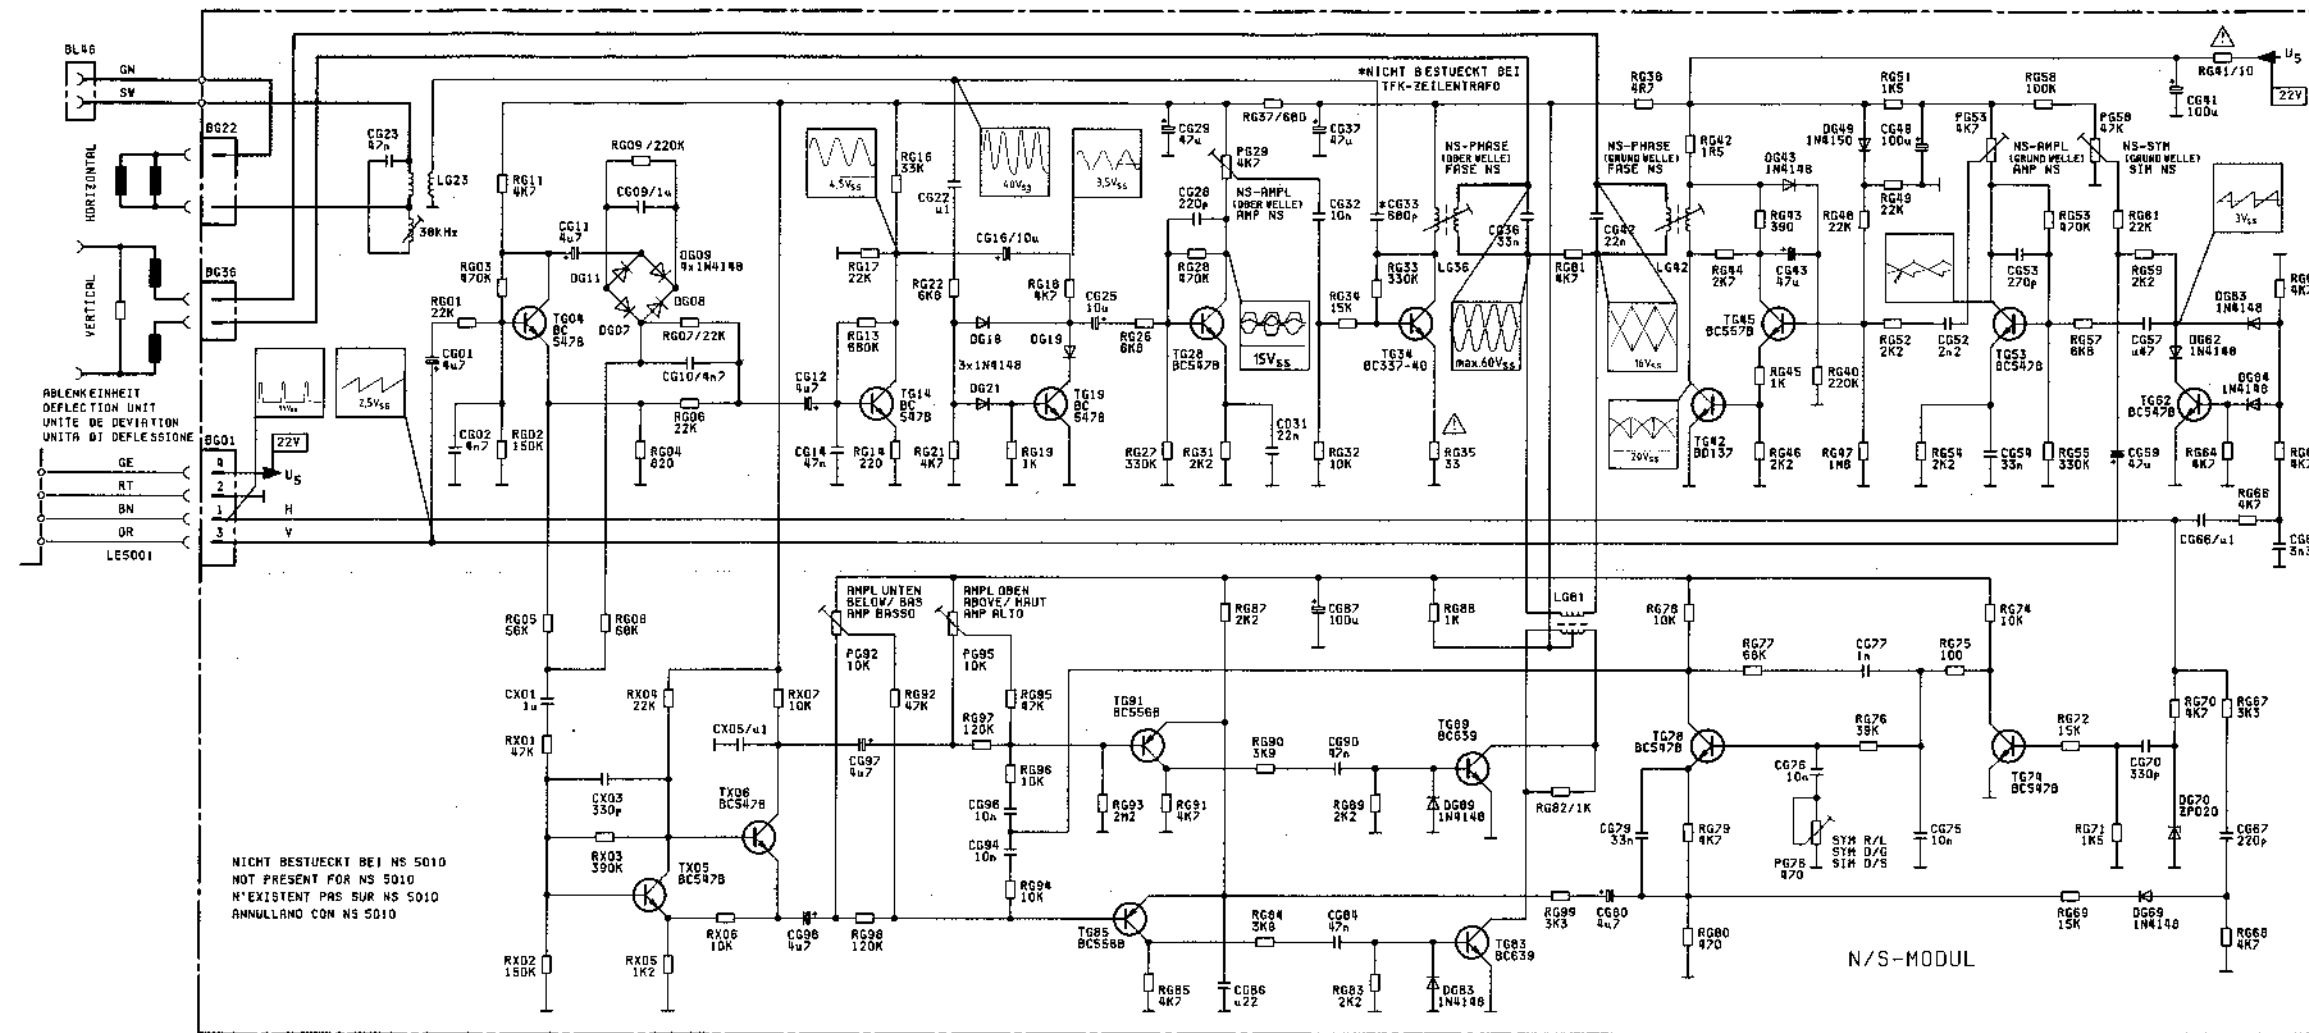 BL46
GN
SW
BG22
HORIZONTAL
CG23
47n
LG23
38KHz
VERTICAL
BG36
ABLENKEINHEIT
DEFLECTION UNIT
UNITE DE DEVIATION
UNITA DI DEFLESSIONE
BG01
22V
GE
4
U5
RT
2
BN
1
H
OR
3
V
LE5001
2,5Vss
RG11
4K7
RG03
470K
RG01
22K
CG01
4u7
CG02
4n7
RG02
150K
TG04
BC
547B
CG11
4u7
RG09/220K
CG09/1u
DG09
4x1N4148
DG11
DG08
DG07
RG07/22K
CG10/4n7
RG06
22K
RG04
820
CG12
4u7
4,5Vss
RG16
33K
RG17
22K
RG13
680K
TG14
BC
547B
CG14
47n
RG14
220
CG22
u1
40Vss
3,5Vss
CG16/10u
RG22
6K8
RG18
4K7
DG18
DG19
3x1N4148
DG21
TG19
BC
547B
RG21
4K7
RG19
1K
CG25
10u
RG26
6K8
CG29
47u
RG37/680
CG37
47u
PG29
4K7
CG28
220p
NS-AMPL
(OBER WELLE)
AMP NS
RG28
470K
TG28
BC547B
15Vss
RG27
330K
RG31
2K2
CD31
22n
CG32
10n
RG34
15K
RG32
10K
*NICHT BESTUECKT BEI
TFK-ZEILENTRAFO
*CG33
680p
RG33
330K
TG34
BC337-40
RG35
33
NS-PHASE
(OBER WELLE)
FASE NS
LG36
CG36
33n
max.60Vss
RG81
4K7
NS-PHASE
(GRUND WELLE)
FASE NS
CG42
22n
LG42
16Vss
20Vss
RG38
4R7
RG42
1R5
DG43
1N4148
RG43
390
RG44
2K7
CG43
47u
TG45
BC557B
RG45
1K
RG40
220K
TG42
BD137
RG46
2K2
RG47
1M8
DG49
1N4150
RG51
1K5
CG48
100u
RG49
22K
RG48
22K
RG52
2K2
CG52
2n2
RG58
100K
PG53
4K7
NS-AMPL
(GRUND WELLE)
AMP NS
PG58
47K
NS-SYM
(GRUND WELLE)
SIM NS
RG53
470K
CG53
270p
TG53
BC547B
RG54
2K2
CG54
33n
RG55
330K
RG57
6K8
CG57
u47
RG61
22K
RG59
2K2
CG59
47u
RG41/10
U5
22V
CG41
100u
3Vss
DG63
1N4148
DG62
1N4148
DG64
1N4148
TG62
BC547B
RG64
4K7
RG66
4K7
CG66/u1
3n3
RG05
56K
RG08
68K
CX01
1u
RX01
47K
CX03
330p
RX03
390K
RX02
150K
RX04
22K
TX05
BC547B
RX05
1K2
RX06
10K
TX06
BC547B
CX05/u1
RX07
10K
CG97
4u7
CG98
4u7
RG98
120K
AMPL UNTEN
BELOW/BAS
AMP BASSO
PG92
10K
RG92
47K
AMPL OBEN
ABOVE/HAUT
AMP ALTO
PG95
10K
RG95
47K
RG97
120K
RG96
10K
CG96
10n
CG94
10n
RG94
10K
TG91
BC556B
RG93
2M2
RG91
4K7
RG87
2K2
CG87
100u
RG88
1K
RG90
3K9
CG90
47n
TG89
BC639
RG89
2K2
DG89
1N4148
LG81
RG82/1K
TG85
BC556B
RG85
4K7
CG86
u22
RG84
3K8
CG84
47n
RG83
2K2
DG83
1N4148
TG83
BC639
RG99
3K3
CG80
4u7
RG78
10K
RG77
68K
CG77
1n
RG75
100
RG74
10K
TG78
BC547B
RG76
39K
CG76
10n
CG79
33n
RG79
4K7
PG76
470
SYM R/L
SYM D/G
SIM D/S
CG75
10n
RG80
470
TG74
BC547B
RG72
15K
RG71
1K5
CG70
330p
RG70
4K7
RG67
3K3
DG70
ZPD20
CG67
220p
RG69
15K
DG69
1N4148
RG68
4K7
NICHT BESTUECKT BEI NS 5010
NOT PRESENT FOR NS 5010
N'EXISTENT PAS SUR NS 5010
ANNULLANO CON NS 5010
N/S-MODUL